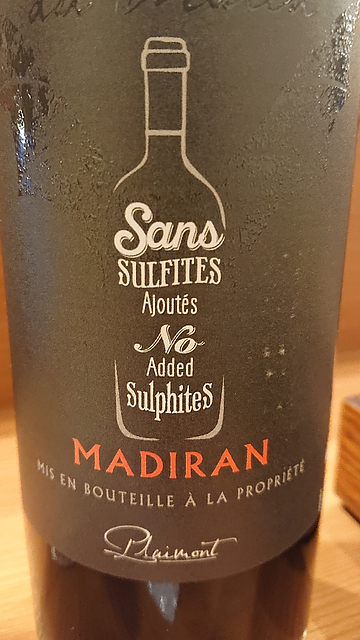 Sans
SULFITES
Ajoutés
No
Added
Sulphites
MADIRAN
MIS EN BOUTEILLE À LA PROPRIÉTÉ
Plaimont